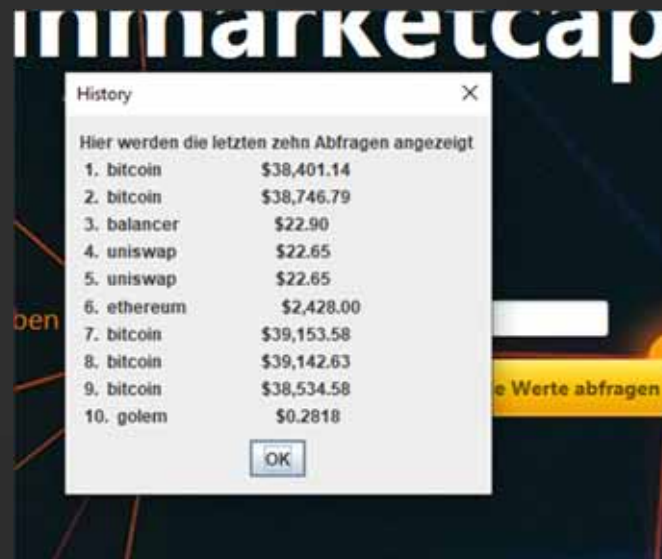 inmarketcap
History
Hier werden die letzten zehn Abfragen angezeigt
1. bitcoin $38,401.14
2. bitcoin $38,746.79
3. balancer $22.90
4. uniswap $22.65
5. uniswap $22.65
6. ethereum $2,428.00
7. bitcoin $39,153.58
8. bitcoin $39,142.63
9. bitcoin $38,534.58
10. golem $0.2818
ben
e Werte abfragen
OK